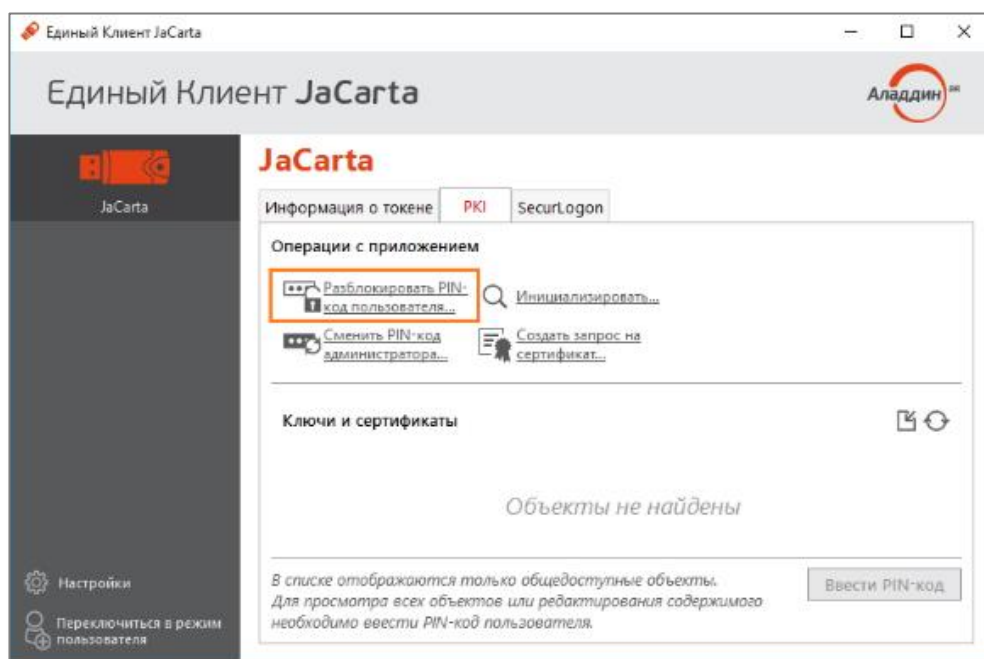 Единый Клиент JaCarta
Единый Клиент JaCarta
Аладдин
JaCarta
JaCarta
Информация о токене PKI SecurLogon
Операции с приложением
Разблокировать PIN-
код пользователя...
Инициализировать...
Сменить PIN-код
администратора...
Создать запрос на
сертификат...
Ключи и сертификаты
Объекты не найдены
В списке отображаются только общедоступные объекты.
Для просмотра всех объектов или редактирования содержимого
необходимо ввести PIN-код пользователя.
Ввести PIN-код
Настройки
Переключиться в режим
пользователя